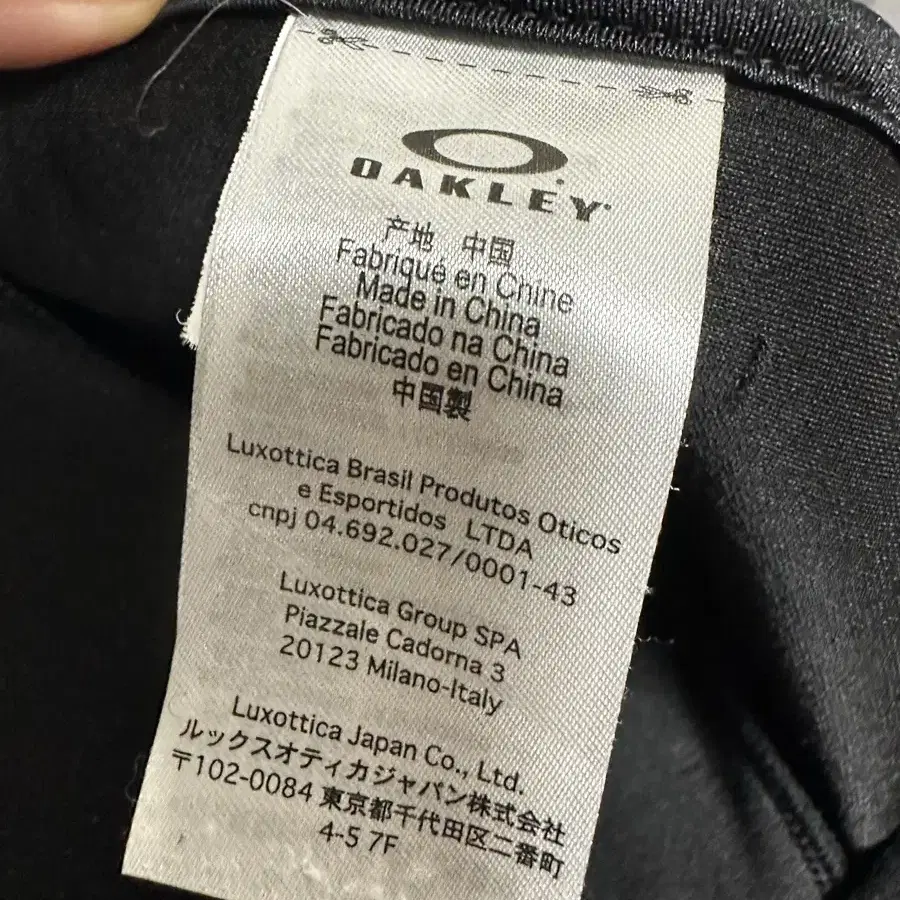 OAKLEY
产地 中国
Fabriqué en Chine
Made in China
Fabricado na China
Fabricado en China
中国製
Luxottica Brasil Produtos Oticos
e Esportidos LTDA
cnpj 04.692.027/0001-43
Luxottica Group SPA
Piazzale Cadorna 3
20123 Milano-Italy
Luxottica Japan Co., Ltd.
ルックスオティカジャパン株式会社
〒102-0084 東京都千代田区二番町
4-5 7F